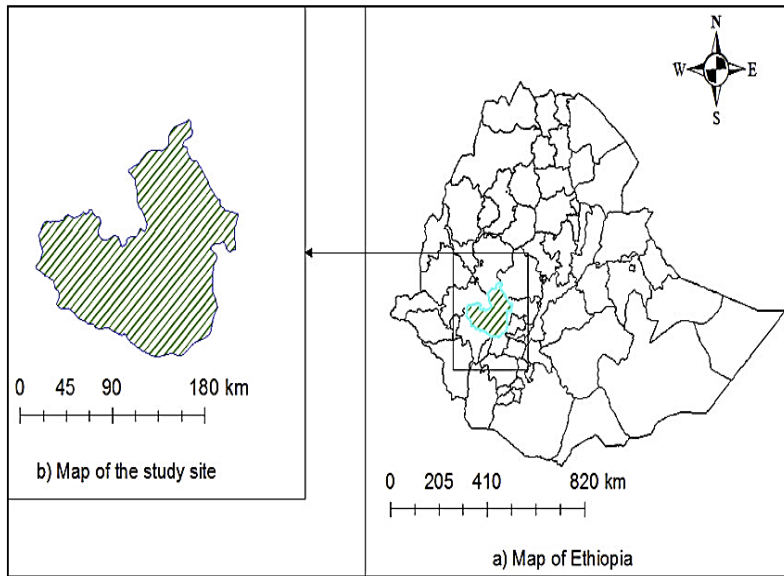 N
W E
S
0 45 90 180 km
b) Map of the study site
0 205 410 820 km
a) Map of Ethiopia